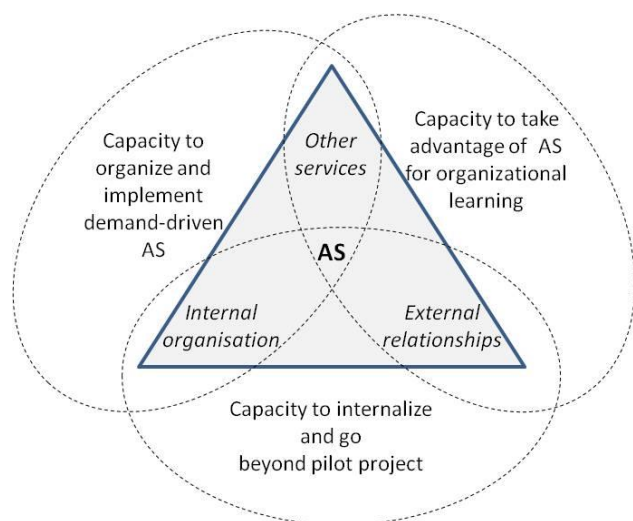 Capacity to
organize and
implement
demand-driven
AS
Other
services
Capacity to take
advantage of AS
for organizational
learning
AS
Internal
organisation
External
relationships
Capacity to internalize
and go
beyond pilot project